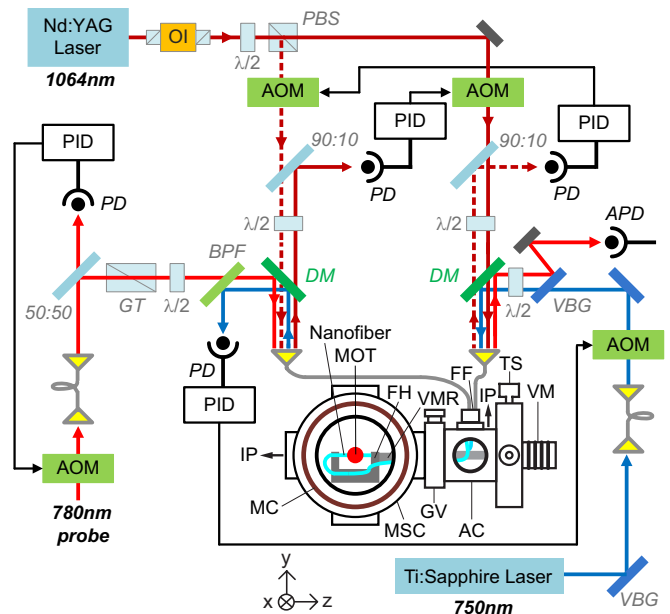 Nd:YAG
Laser
1064nm
OI
λ/2
PBS
AOM
AOM
PID
PID
PID
90:10
90:10
PD
PD
PD
APD
λ/2
λ/2
BPF
DM
DM
λ/2
VBG
50:50
GT
λ/2
PD
PID
AOM
Nanofiber
MOT
FH
VMR
FF
IP
TS
VM
IP
MC
MSC
GV
AC
AOM
780nm
probe
y
x
z
Ti:Sapphire Laser
750nm
VBG